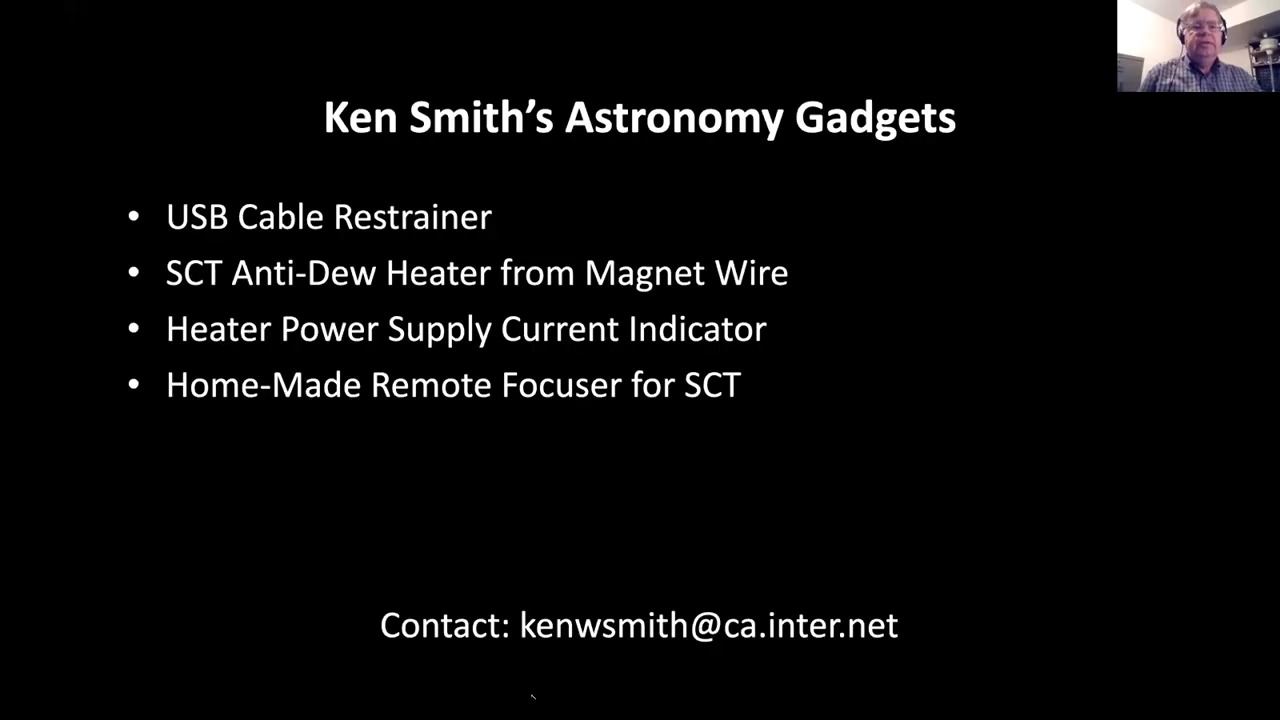 Ken Smith’s Astronomy Gadgets
• USB Cable Restrainer
• SCT Anti-Dew Heater from Magnet Wire
• Heater Power Supply Current Indicator
• Home-Made Remote Focuser for SCT
Contact: kenwsmith@ca.inter.net